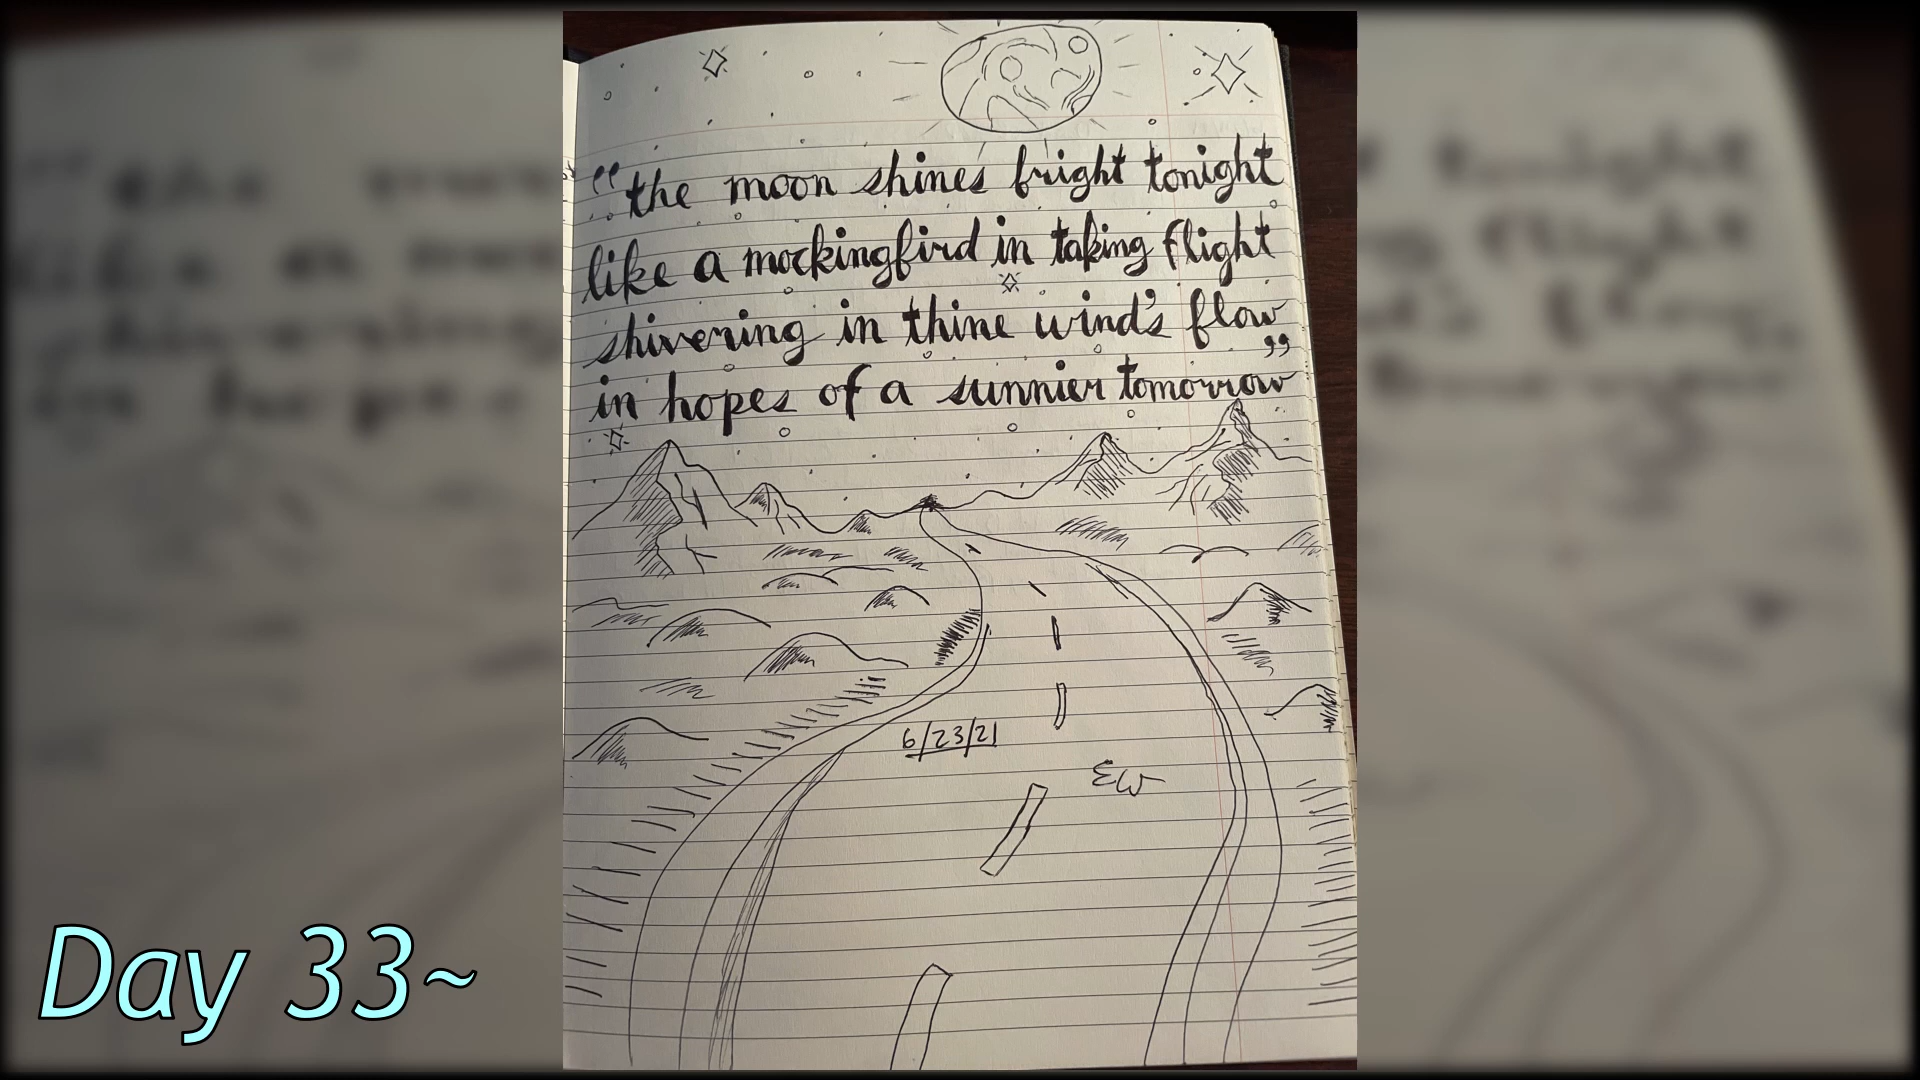 “the moon shines bright tonight
like a mockingbird in taking flight
shivering in thine wind's flow
in hopes of a sunnier tomorrow”
6/23/21
EW
Day 33~